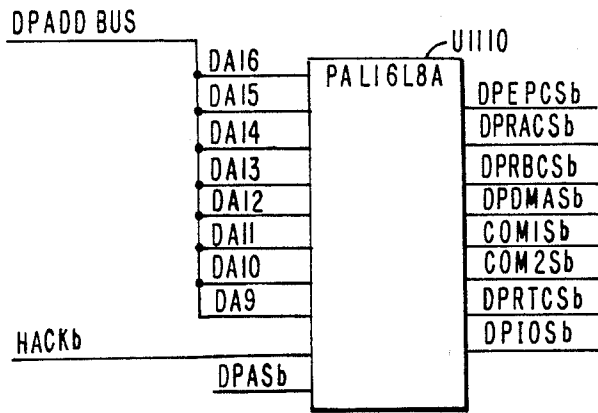 DPADD BUS
U1110
PAL16L8A
DA16
DA15
DA14
DA13
DA12
DA11
DA10
DA9
HACKb
DPASb
DPEPCSb
DPRACSb
DPRBCSb
DPDMASb
COM1Sb
COM2Sb
DPRTCSb
DPIOSb